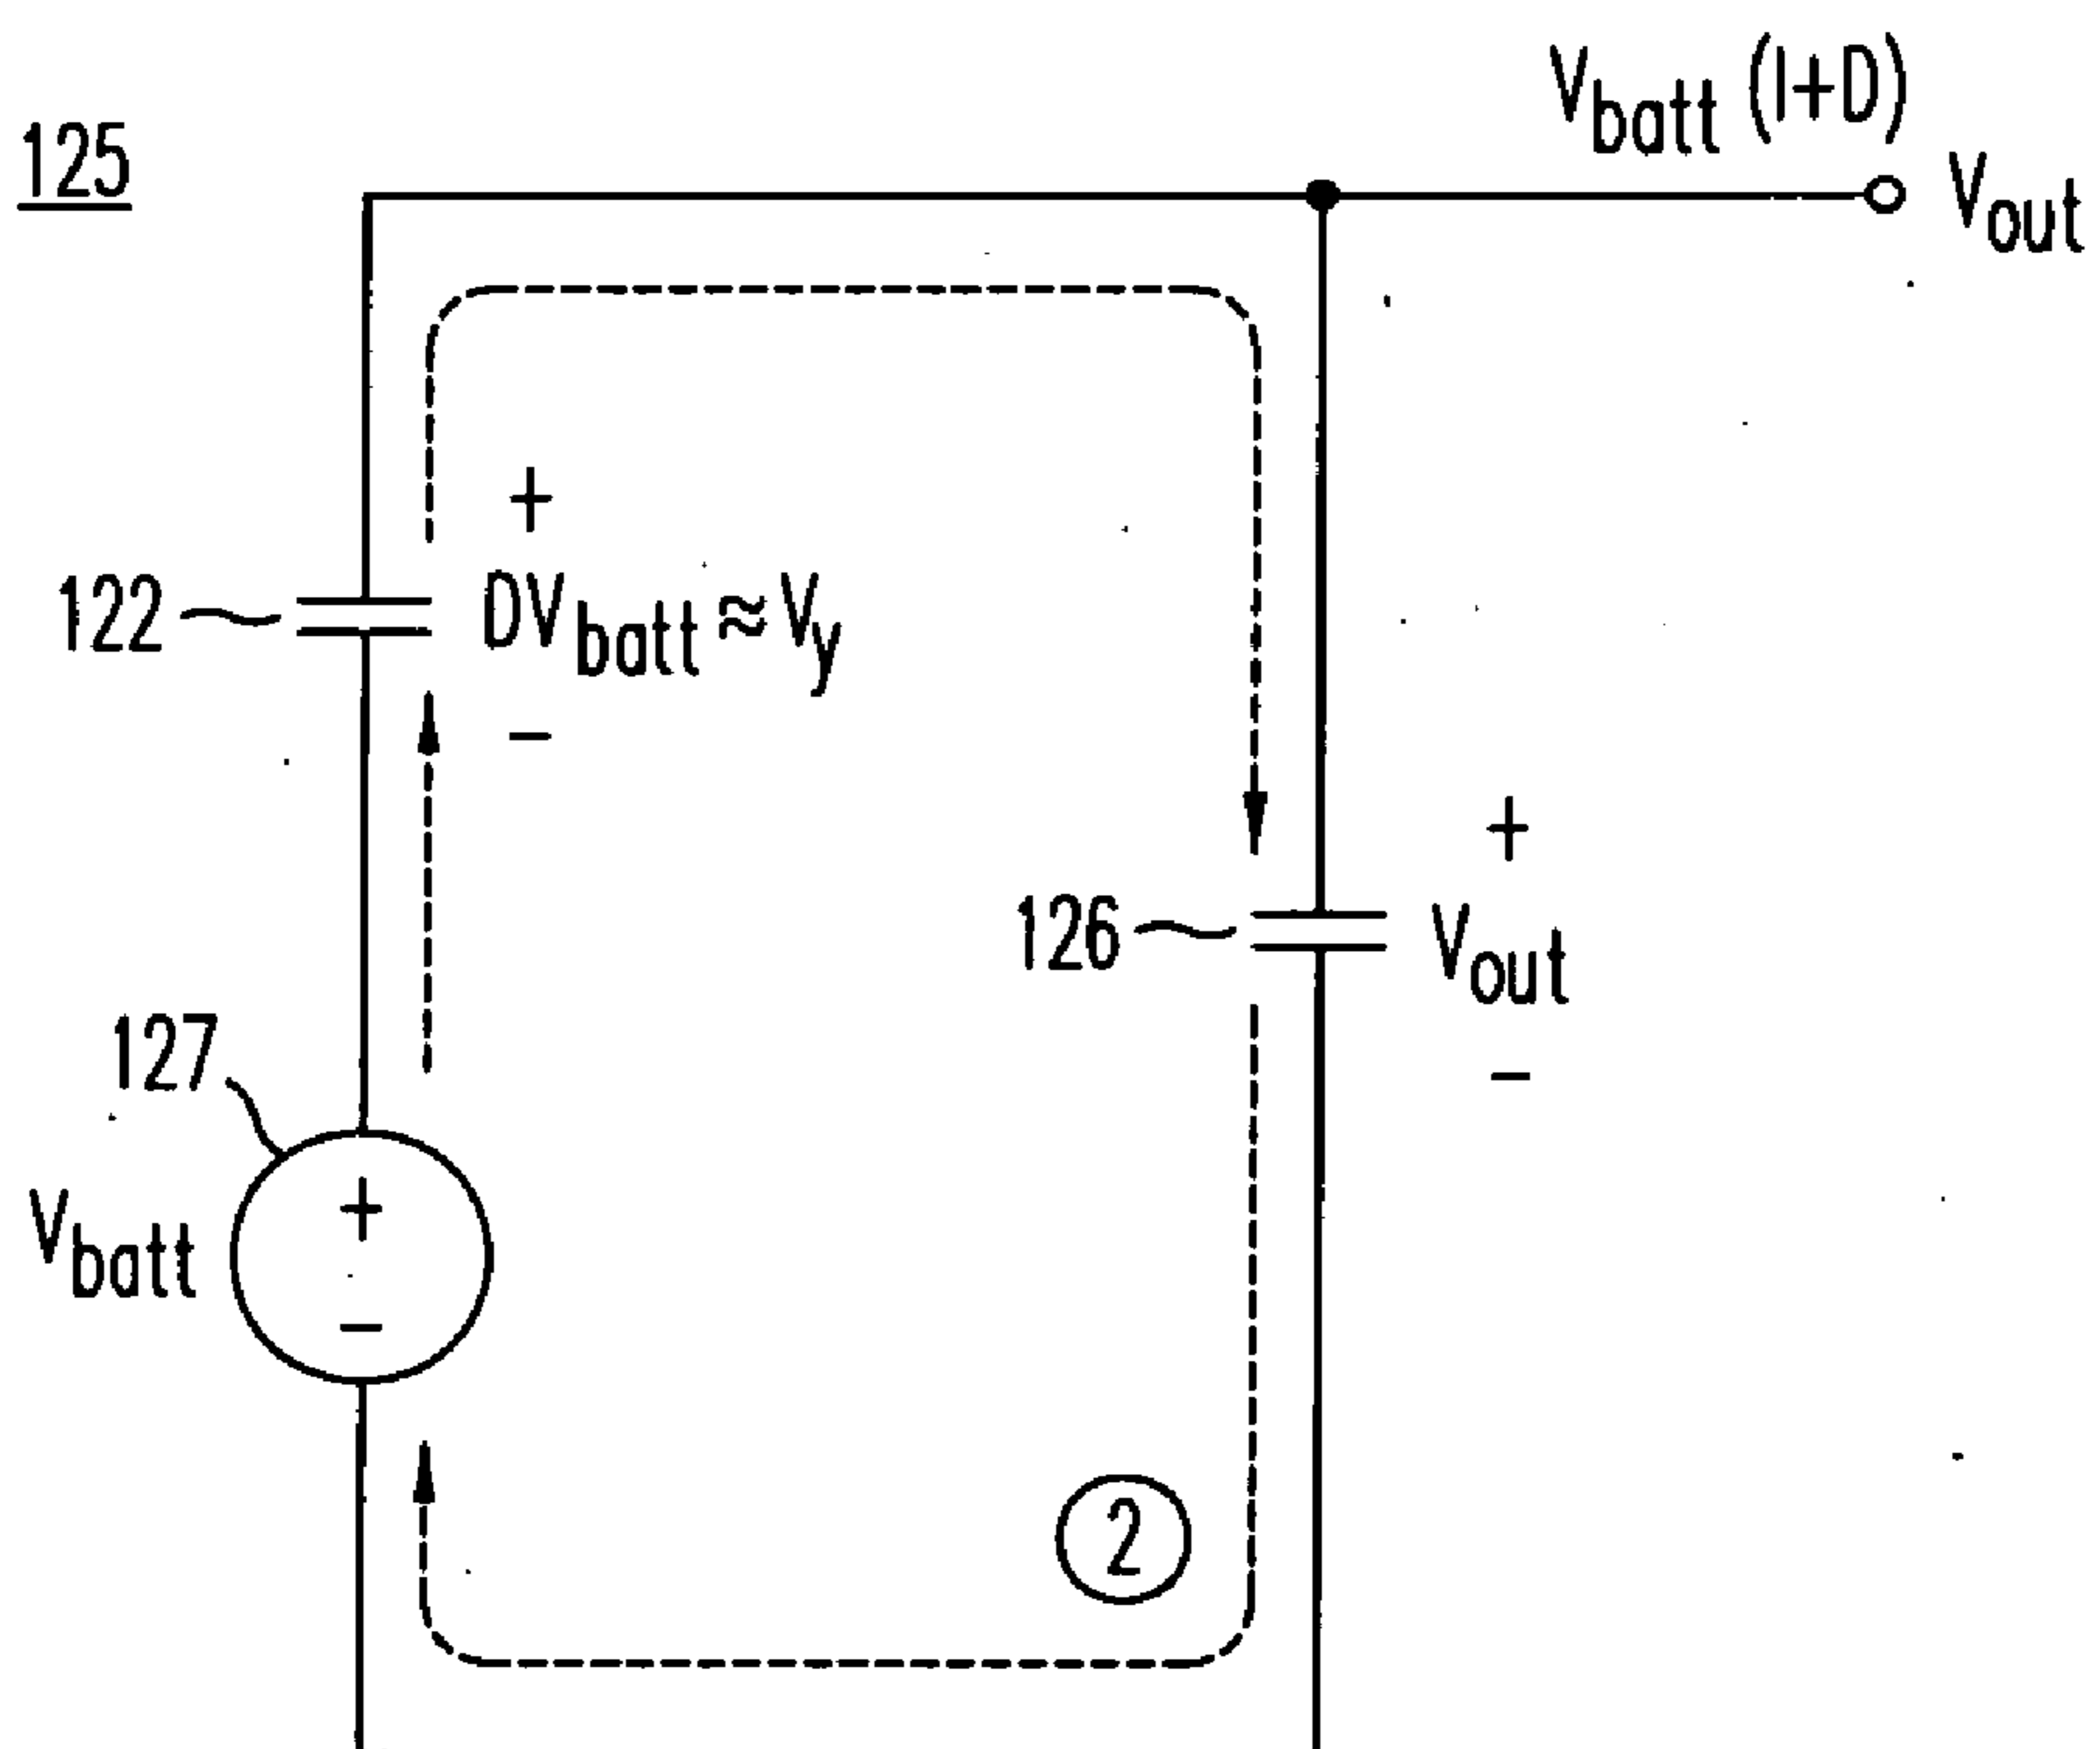 125
Vbatt (1+D)
Vout
+
122
DVbatt ≈ Vy
−
+
126
Vout
−
127
Vbatt
+
−
2